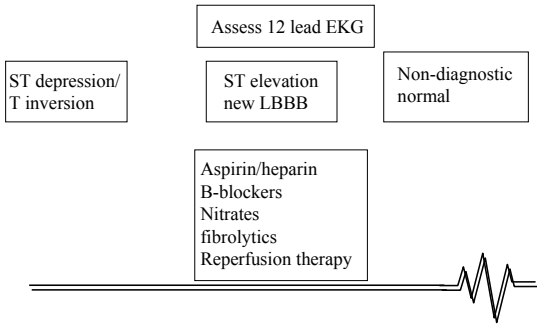 Assess 12 lead EKG
ST depression/
T inversion
ST elevation
new LBBB
Non-diagnostic
normal
Aspirin/heparin
B-blockers
Nitrates
fibrolytics
Reperfusion therapy